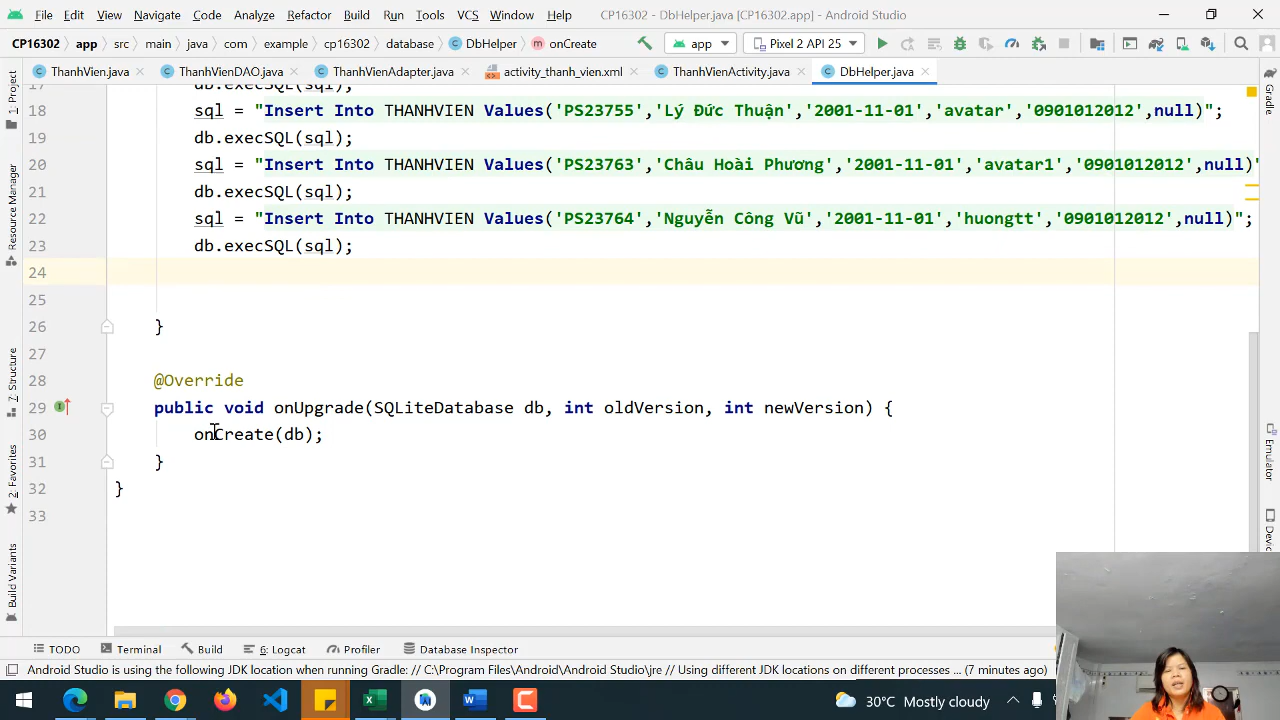 File Edit View Navigate Code Analyze Refactor Build Run Tools VCS Window Help CP16302 - DbHelper.java [CP16302.app] - Android Studio
CP16302 app src main java com example cp16302 database DbHelper onCreate app Pixel 2 API 25
ThanhVien.java ThanhVienDAO.java ThanhVienAdapter.java activity_thanh_vien.xml ThanhVienActivity.java DbHelper.java
17 db.execSQL(sql);
18 sql = "Insert Into THANHVIEN Values('PS23755','Lý Đức Thuận','2001-11-01','avatar','0901012012',null)";
19 db.execSQL(sql);
20 sql = "Insert Into THANHVIEN Values('PS23763','Châu Hoài Phương','2001-11-01','avatar1','0901012012',null)"
21 db.execSQL(sql);
22 sql = "Insert Into THANHVIEN Values('PS23764','Nguyễn Công Vũ','2001-11-01','huongtt','0901012012',null)";
23 db.execSQL(sql);
24
25
26 }
27
28 @Override
29 public void onUpgrade(SQLiteDatabase db, int oldVersion, int newVersion) {
30 onCreate(db);
31 }
32 }
33
1: Project
Resource Manager
7: Structure
2: Favorites
Build Variants
Gradle
Emulator
TODO Terminal Build 6: Logcat Profiler Database Inspector
Android Studio is using the following JDK location when running Gradle: // C:\Program Files\Android\Android Studio\jre // Using different JDK locations on different processes ... (7 minutes ago)
30°C Mostly cloudy